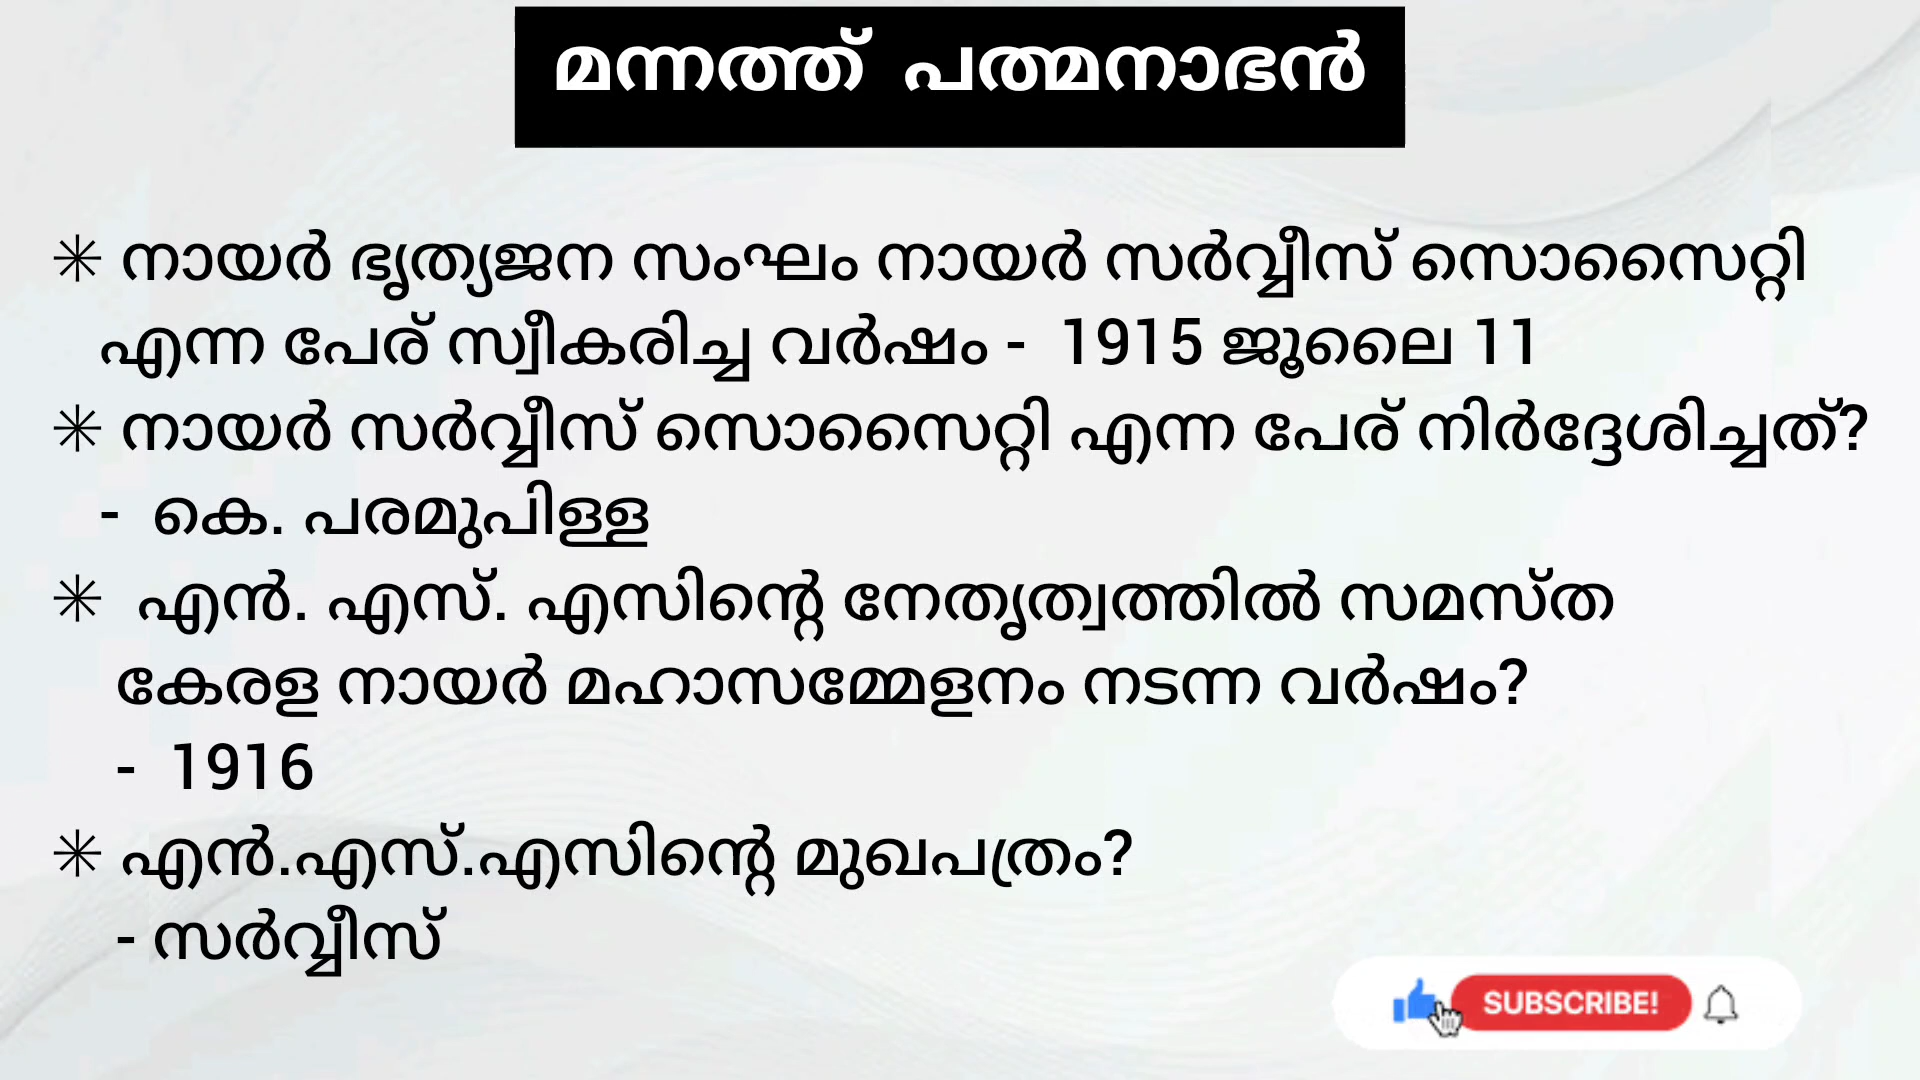 മന്നത്ത് പത്മനാഭൻ
✳ നായർ ഭൃത്യജന സംഘം നായർ സർവ്വീസ് സൊസൈറ്റി
എന്ന പേര് സ്വീകരിച്ച വർഷം - 1915 ജൂലൈ 11
✳ നായർ സർവ്വീസ് സൊസൈറ്റി എന്ന പേര് നിർദ്ദേശിച്ചത്?
- കെ. പരമുപിള്ള
✳ എൻ. എസ്. എസിന്റെ നേതൃത്വത്തിൽ സമസ്ത
കേരള നായർ മഹാസമ്മേളനം നടന്ന വർഷം?
- 1916
✳ എൻ.എസ്.എസിന്റെ മുഖപത്രം?
- സർവ്വീസ്
SUBSCRIBE!